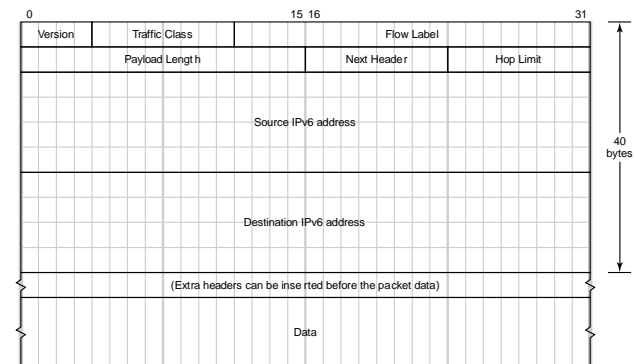 0 15 16 31
Version Traffic Class Flow Label
Payload Length Next Header Hop Limit
Source IPv6 address
40
bytes
Destination IPv6 address
(Extra headers can be inserted before the packet data)
Data